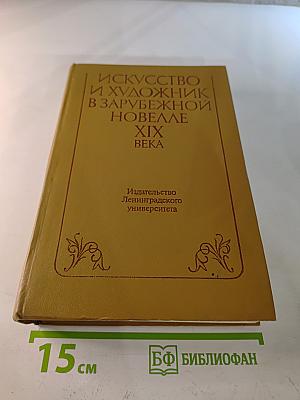 ИСКУССТВО
И ХУДОЖНИК
В ЗАРУБЕЖНОЙ
НОВЕЛЛЕ
XIX
ВЕКА
Издательство
Ленинградского
университета
15 см
БФ БИБЛИОФАН